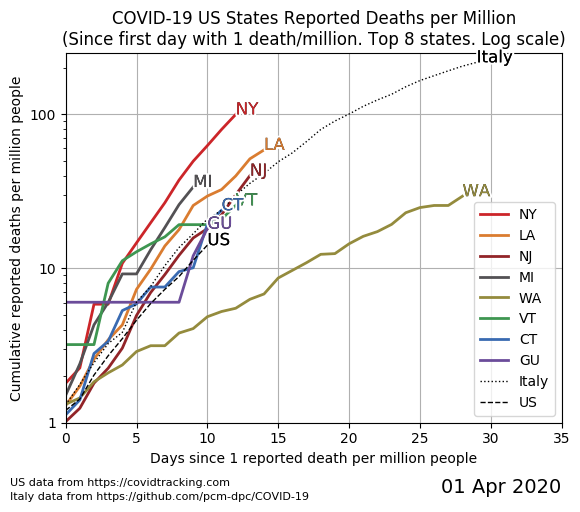 COVID-19 US States Reported Deaths per Million
(Since first day with 1 death/million. Top 8 states. Log scale)
Italy
100
NY
LA
NJ
MI
WA
VT
CT
GU
US
10
1
NY
LA
NJ
MI
WA
VT
CT
GU
Italy
US
0 5 10 15 20 25 30 35
Cumulative reported deaths per million people
Days since 1 reported death per million people
US data from https://covidtracking.com
Italy data from https://github.com/pcm-dpc/COVID-19
01 Apr 2020